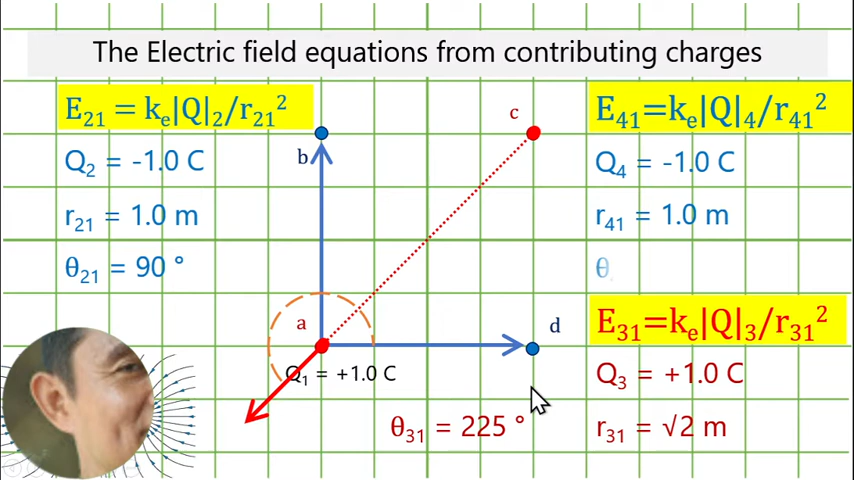 The Electric field equations from contributing charges
E₂₁ = kₑ|Q|₂/r₂₁²
Q₂ = -1.0 C
r₂₁ = 1.0 m
θ₂₁ = 90 °
b
c
a
d
Q₁ = +1.0 C
θ₃₁ = 225 °
E₄₁=kₑ|Q|₄/r₄₁²
Q₄ = -1.0 C
r₄₁ = 1.0 m
θ
E₃₁=kₑ|Q|₃/r₃₁²
Q₃ = +1.0 C
r₃₁ = √2 m